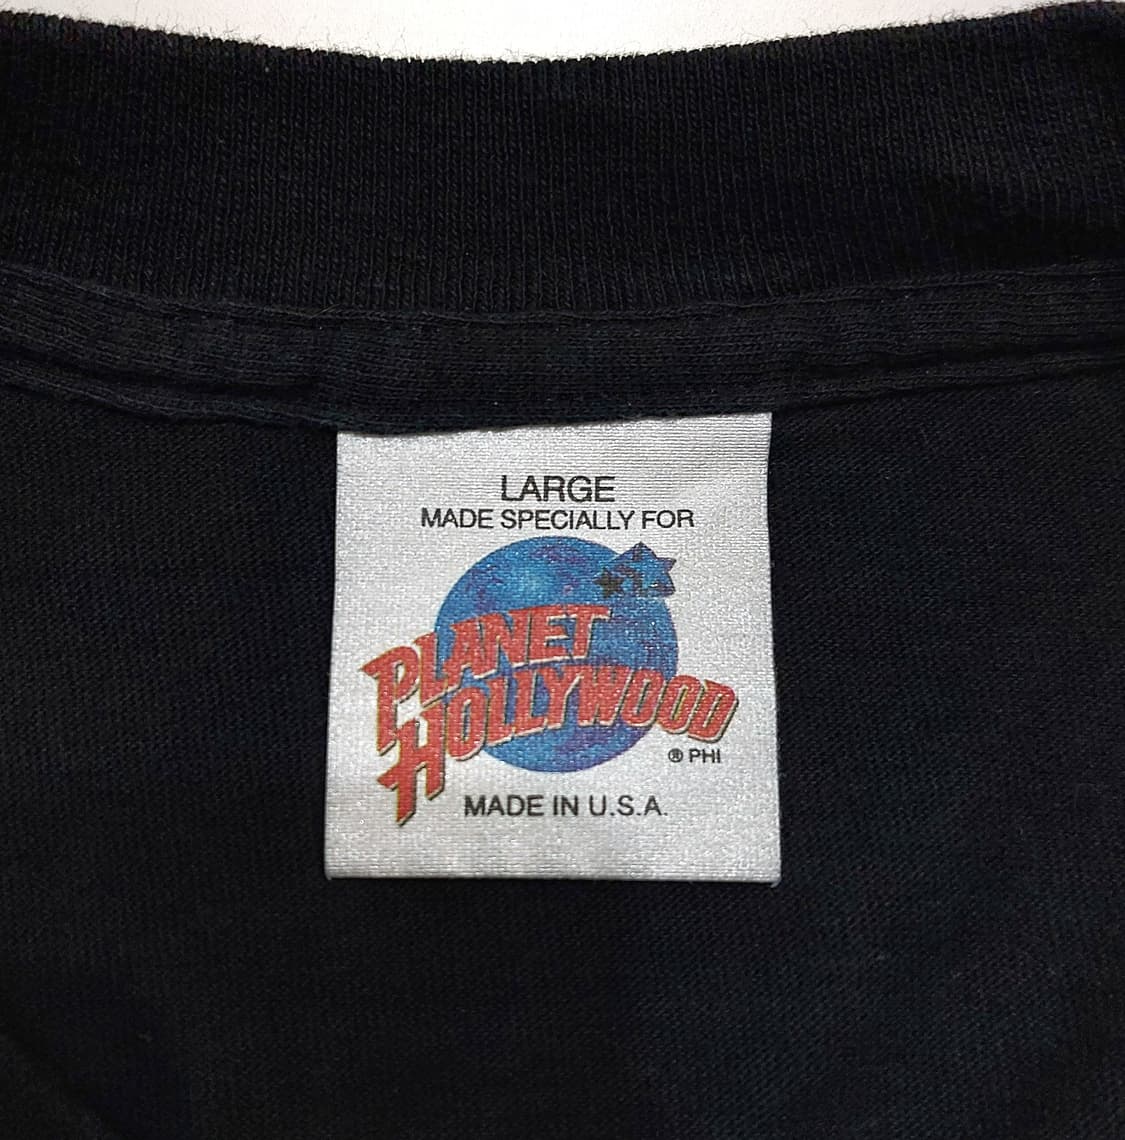 LARGE
MADE SPECIALLY FOR
PLANET
HOLLYWOOD
® PHI
MADE IN U.S.A.